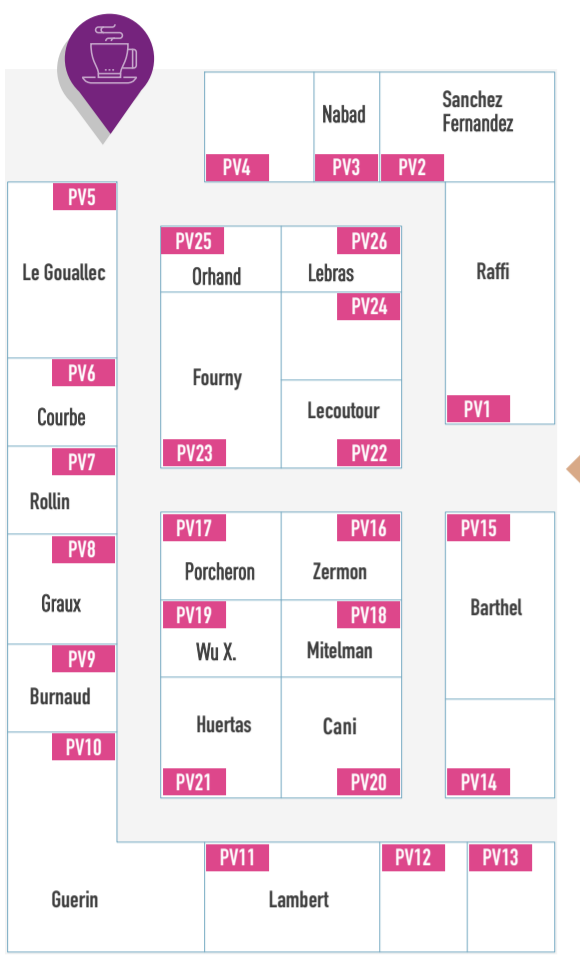 Nabad
Sanchez
Fernandez
PV4
PV3
PV2
PV5
Le Gouallec
PV25
Orhand
PV26
Lebras
Raffi
PV24
PV6
Courbe
Fourny
Lecoutour
PV1
PV23
PV22
PV7
Rollin
PV17
Porcheron
PV16
Zermon
PV15
Barthel
PV8
Graux
PV19
Wu X.
PV18
Mitelman
PV9
Burnaud
Huertas
Cani
PV10
PV21
PV20
PV14
PV11
PV12
PV13
Guerin
Lambert